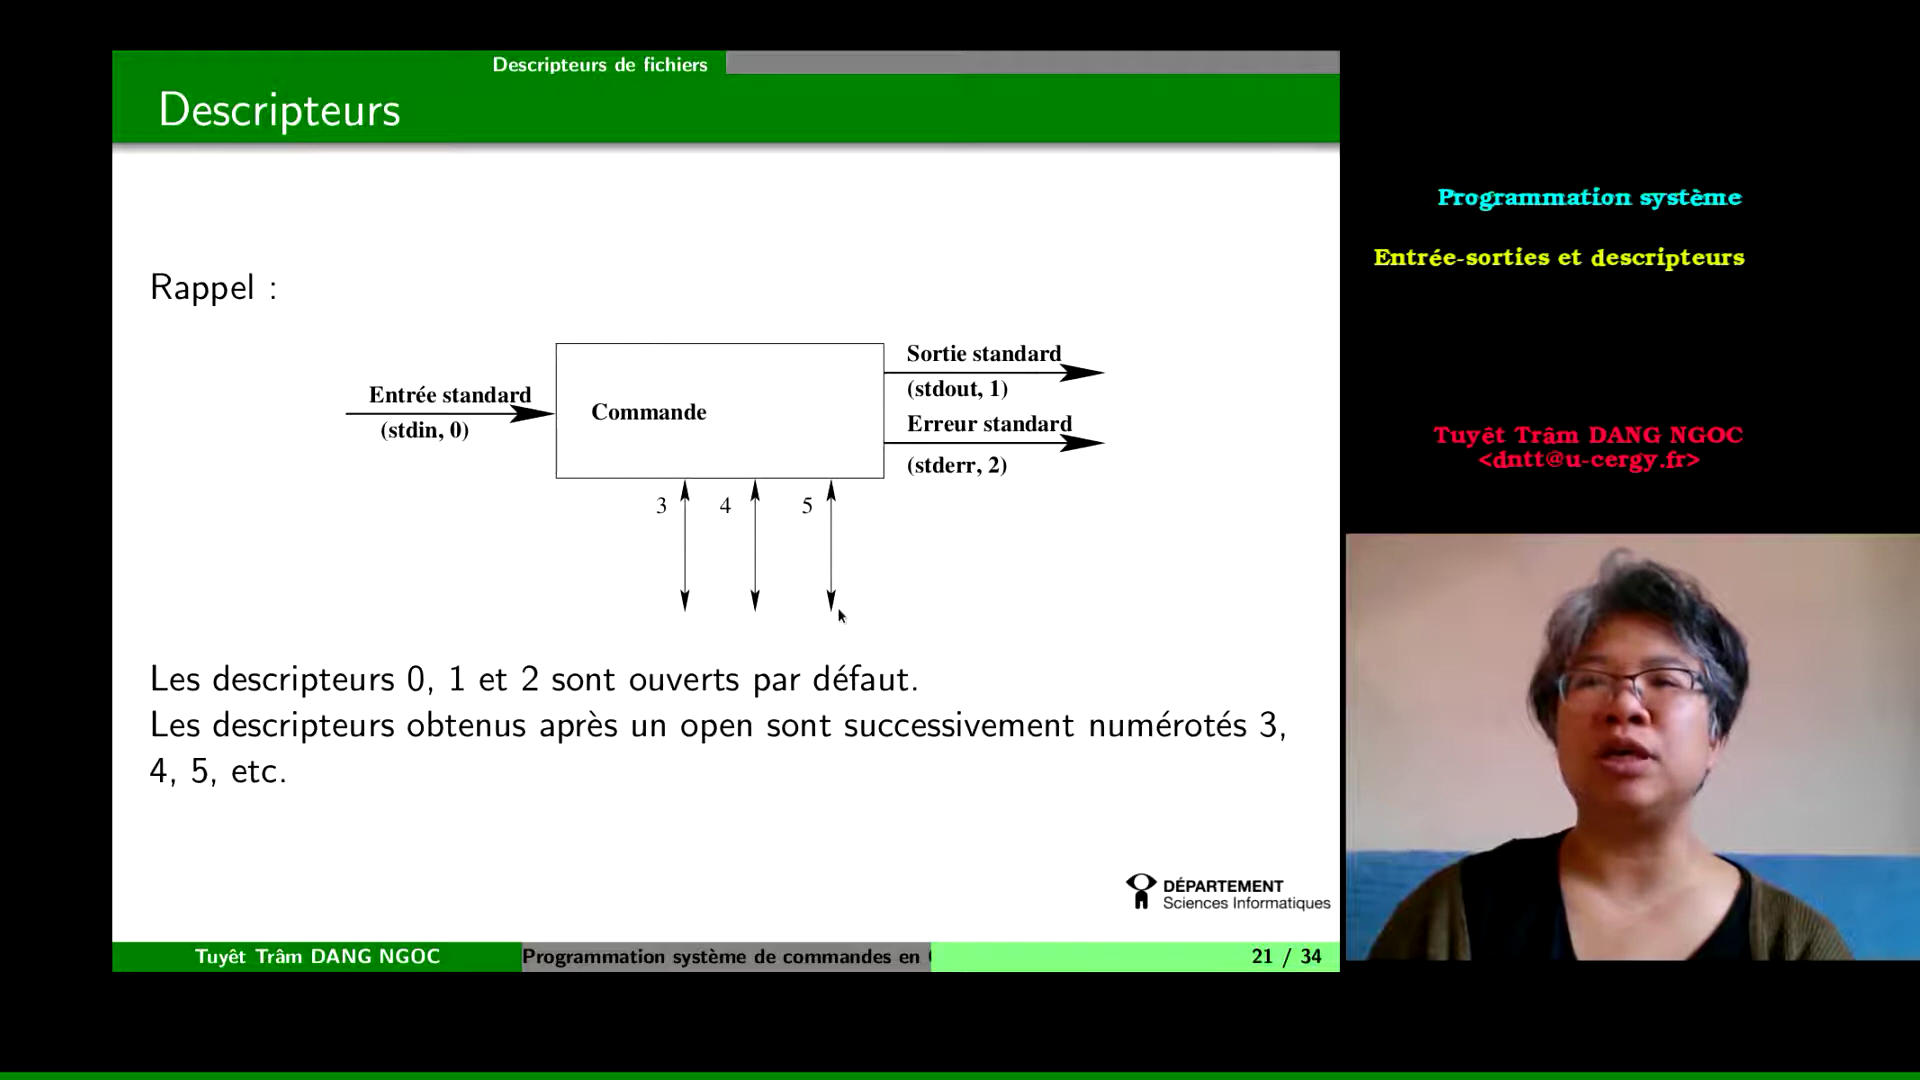 Descripteurs de fichiers
Descripteurs
Rappel :
Entrée standard
(stdin, 0)
Commande
Sortie standard
(stdout, 1)
Erreur standard
(stderr, 2)
3
4
5
Les descripteurs 0, 1 et 2 sont ouverts par défaut.
Les descripteurs obtenus après un open sont successivement numérotés 3,
4, 5, etc.
DÉPARTEMENT
Sciences Informatiques
Tuyêt Trâm DANG NGOC
Programmation système de commandes en
21 / 34
Programmation système
Entrée-sorties et descripteurs
Tuyêt Trâm DANG NGOC
<dntt@u-cergy.fr>